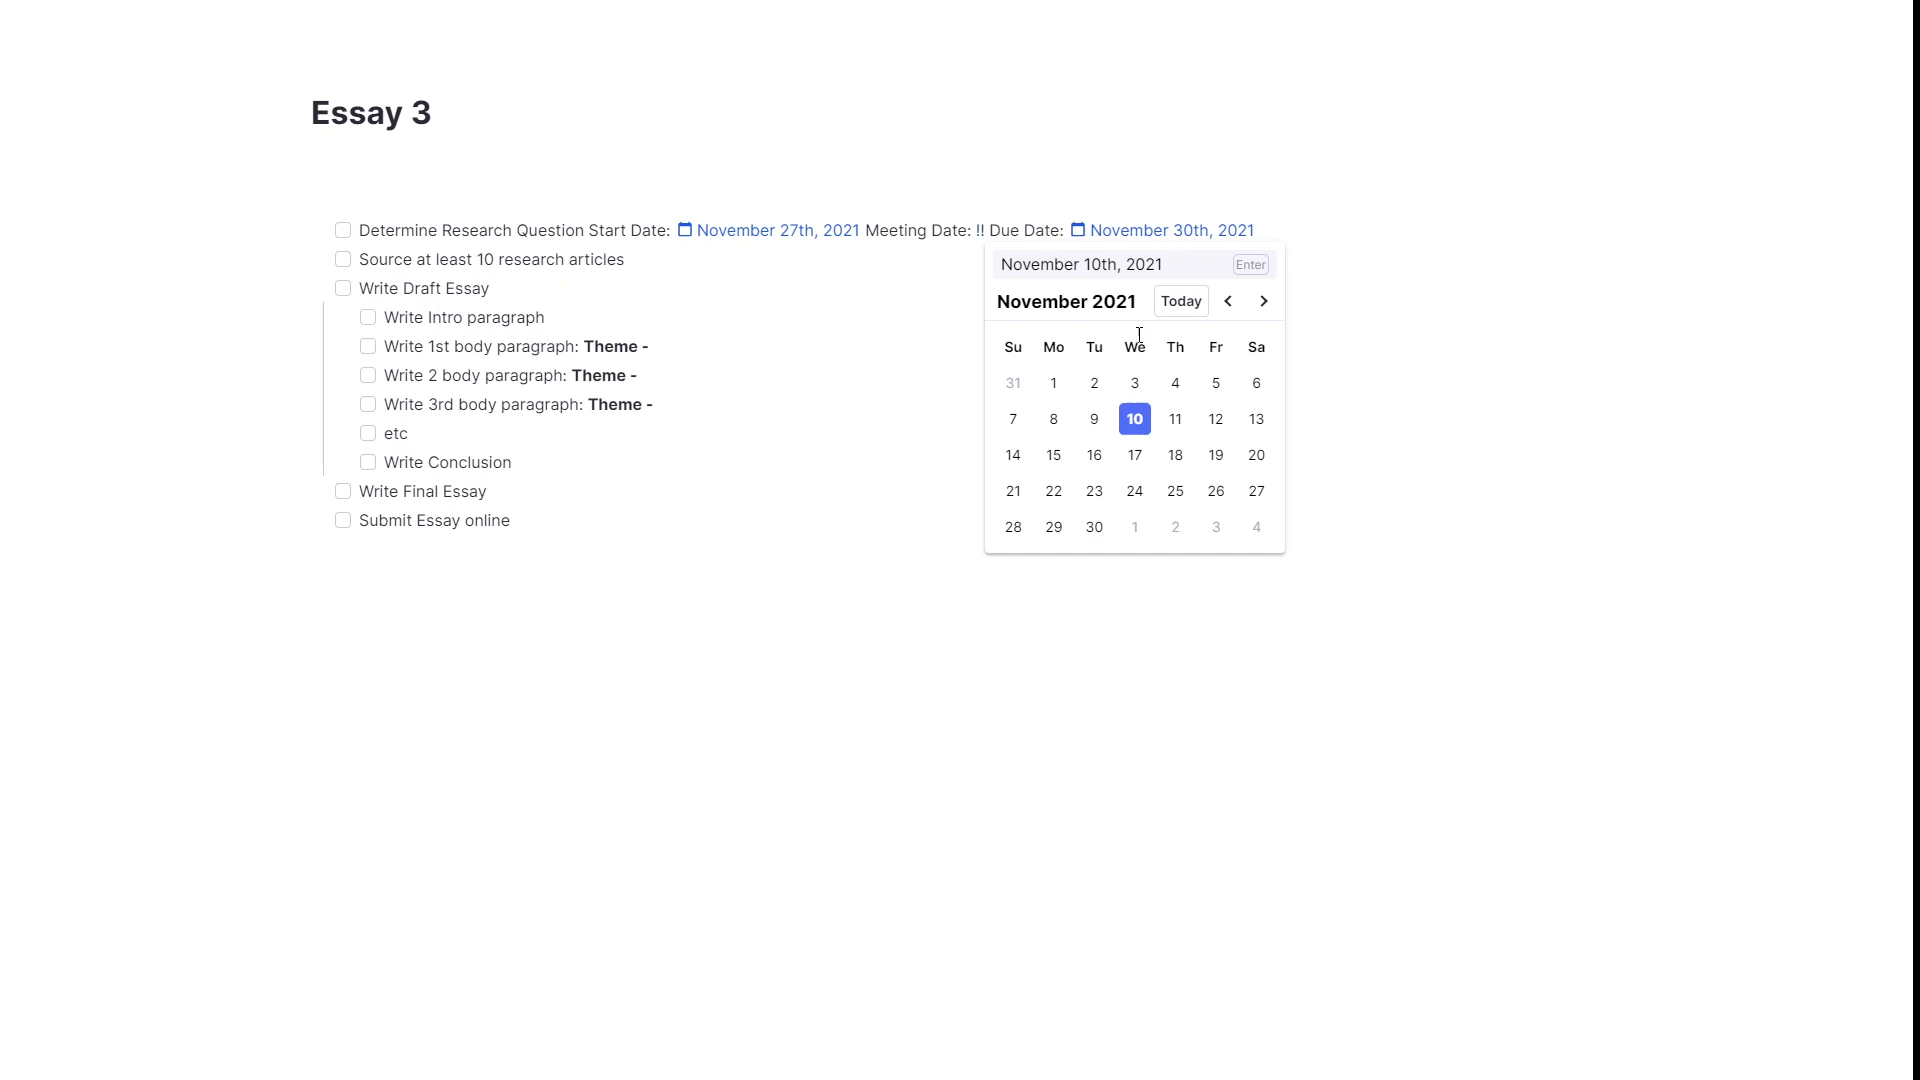 Essay 3
Determine Research Question Start Date: November 27th, 2021 Meeting Date: !! Due Date: November 30th, 2021
Source at least 10 research articles
Write Draft Essay
Write Intro paragraph
Write 1st body paragraph: Theme -
Write 2 body paragraph: Theme -
Write 3rd body paragraph: Theme -
etc
Write Conclusion
Write Final Essay
Submit Essay online
November 10th, 2021 Enter
November 2021 Today
Su Mo Tu We Th Fr Sa
31 1 2 3 4 5 6
7 8 9 10 11 12 13
14 15 16 17 18 19 20
21 22 23 24 25 26 27
28 29 30 1 2 3 4